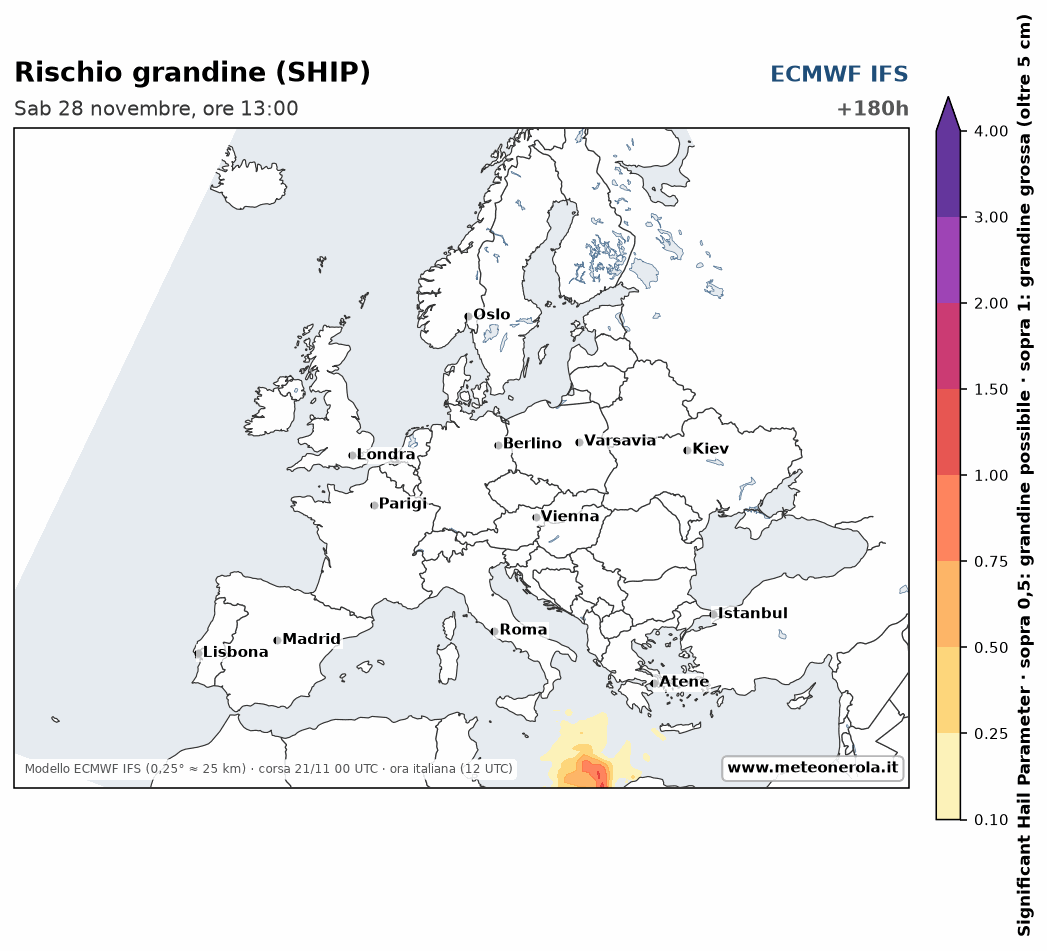 Rischio grandine (SHIP)
ECMWF IFS
Sab 28 novembre, ore 13:00
+180h
Oslo
Berlino
Varsavia
Kiev
Londra
Parigi
Vienna
Istanbul
Roma
Madrid
Lisbona
Atene
Modello ECMWF IFS (0,25° ≈ 25 km) · corsa 21/11 00 UTC · ora italiana (12 UTC)
www.meteonerola.it
4.00
3.00
2.00
1.50
1.00
0.75
0.50
0.25
0.10
Significant Hail Parameter · sopra 0,5: grandine possibile · sopra 1: grandine grossa (oltre 5 cm)